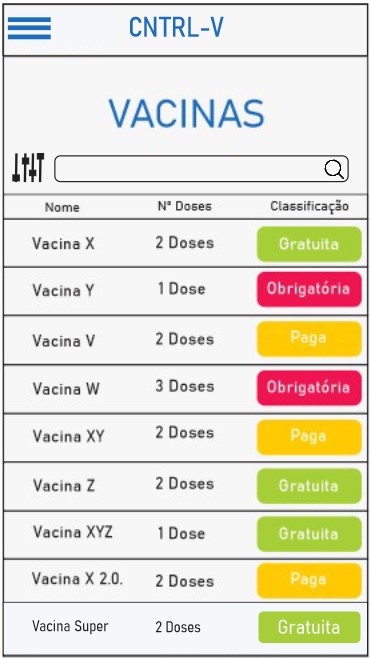 CNTRL-V
VACINAS
Nome Nº Doses Classificação
Vacina X 2 Doses Gratuita
Vacina Y 1 Dose Obrigatória
Vacina V 2 Doses Paga
Vacina W 3 Doses Obrigatória
Vacina XY 2 Doses Paga
Vacina Z 2 Doses Gratuita
Vacina XYZ 1 Dose Gratuita
Vacina X 2.0. 2 Doses Paga
Vacina Super 2 Doses Gratuita